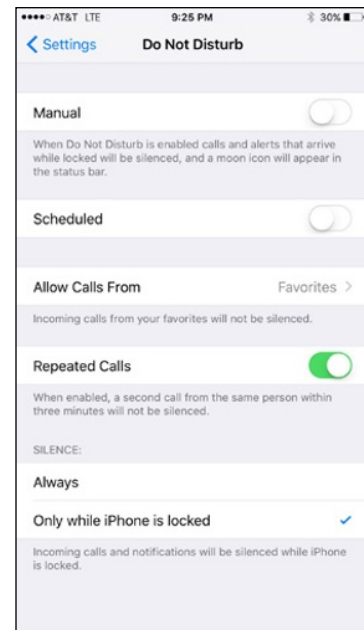 AT&T LTE 9:25 PM 30%
Settings Do Not Disturb
Manual
When Do Not Disturb is enabled calls and alerts that arrive
while locked will be silenced, and a moon icon will appear in
the status bar.
Scheduled
Allow Calls From Favorites
Incoming calls from your favorites will not be silenced.
Repeated Calls
When enabled, a second call from the same person within
three minutes will not be silenced.
SILENCE:
Always
Only while iPhone is locked
Incoming calls and notifications will be silenced while iPhone
is locked.